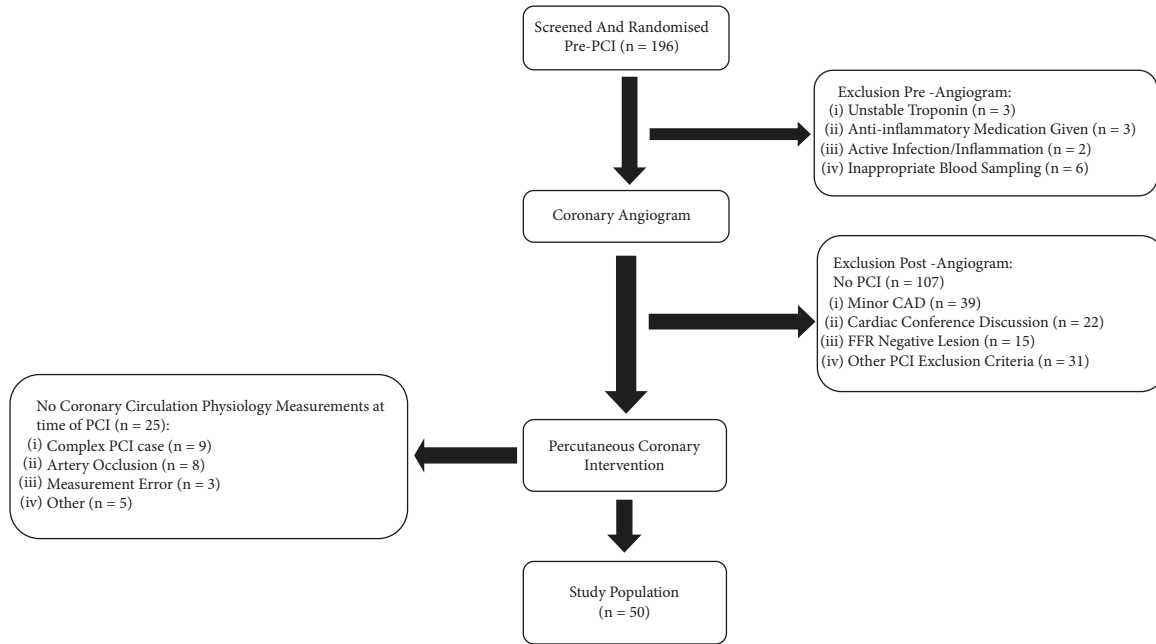 Screened And Randomised
Pre-PCI (n = 196)
Exclusion Pre -Angiogram:
(i) Unstable Troponin (n = 3)
(ii) Anti-inflammatory Medication Given (n = 3)
(iii) Active Infection/Inflammation (n = 2)
(iv) Inappropriate Blood Sampling (n = 6)
Coronary Angiogram
Exclusion Post -Angiogram:
No PCI (n = 107)
(i) Minor CAD (n = 39)
(ii) Cardiac Conference Discussion (n = 22)
(iii) FFR Negative Lesion (n = 15)
(iv) Other PCI Exclusion Criteria (n = 31)
No Coronary Circulation Physiology Measurements at
time of PCI (n = 25):
(i) Complex PCI case (n = 9)
(ii) Artery Occlusion (n = 8)
(iii) Measurement Error (n = 3)
(iv) Other (n = 5)
Percutaneous Coronary
Intervention
Study Population
(n = 50)